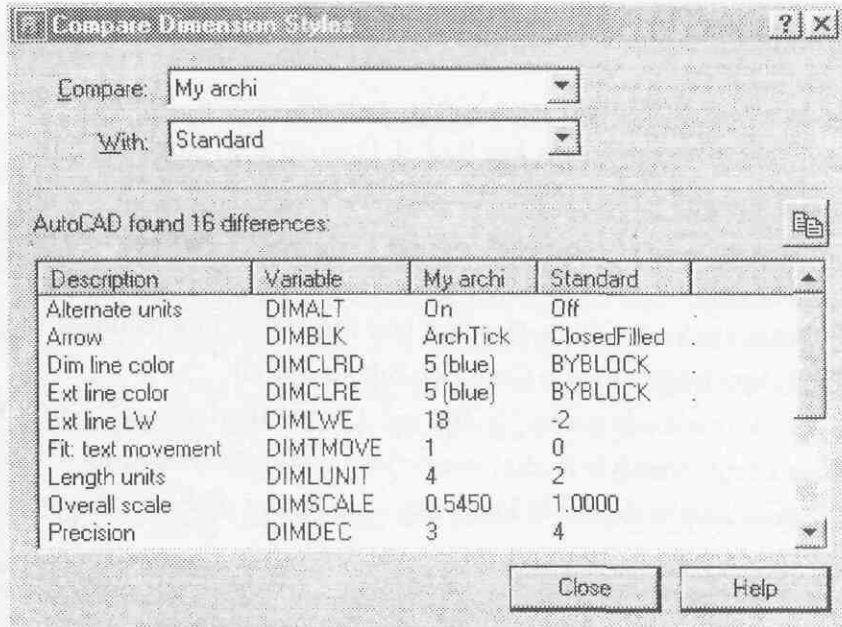 Compare Dimension Styles ? X
Compare: My archi
With: Standard
AutoCAD found 16 differences:
Description Variable My archi Standard
Alternate units DIMALT On Off
Arrow DIMBLK ArchTick ClosedFilled
Dim line color DIMCLRD 5 (blue) BYBLOCK
Ext line color DIMCLRE 5 (blue) BYBLOCK
Ext line LW DIMLWE 18 -2
Fit: text movement DIMTMOVE 1 0
Length units DIMLUNIT 4 2
Overall scale DIMSCALE 0.5450 1.0000
Precision DIMDEC 3 4
Close Help